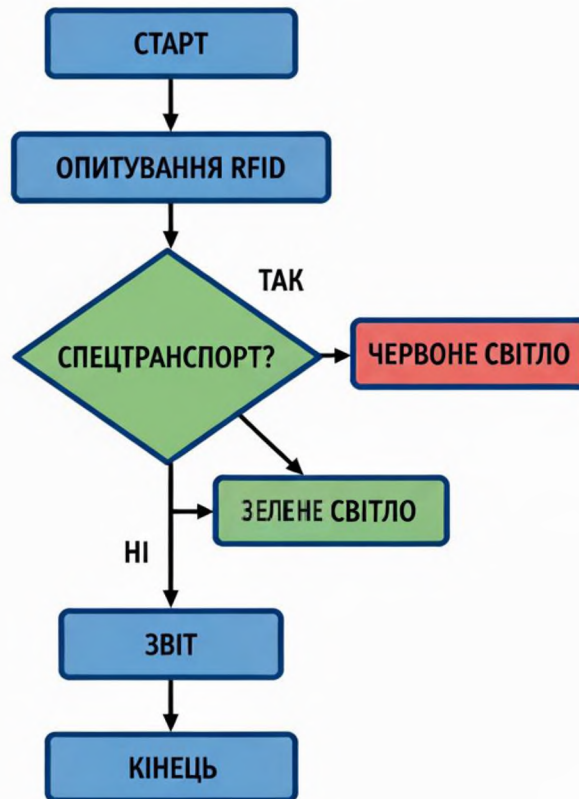 СТАРТ
ОПИТУВАННЯ RFID
ТАК
СПЕЦТРАНСПОРТ?
ЧЕРВОНЕ СВІТЛО
ЗЕЛЕНЕ СВІТЛО
НІ
ЗВІТ
КІНЕЦЬ